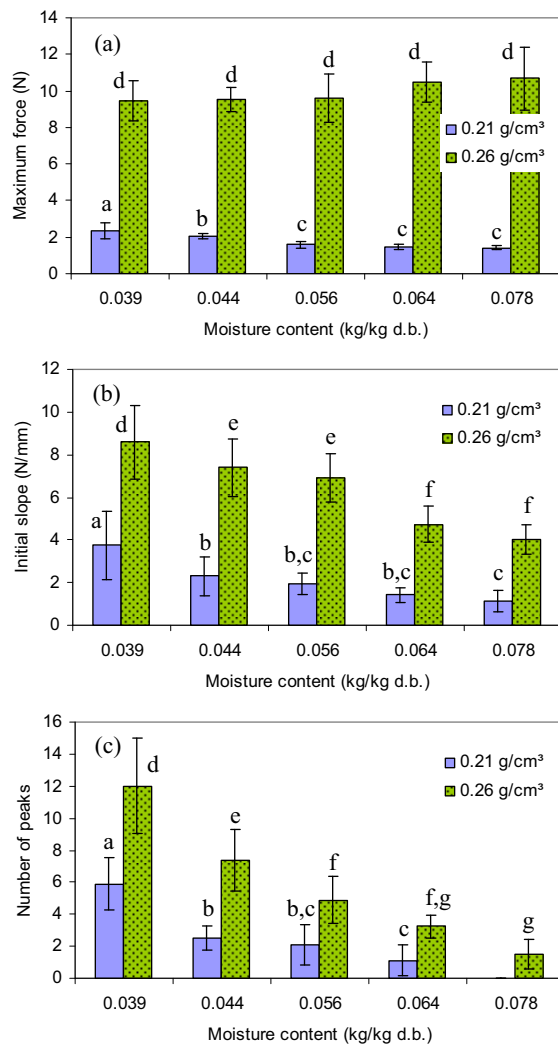 14
(a)
12
10
8
6
4
2
0
Maximum force (N)
d
d
d
d
d
0.21 g/cm³
0.26 g/cm³
a
b
c
c
c
0.039 0.044 0.056 0.064 0.078
Moisture content (kg/kg d.b.)
12
(b)
10
8
6
4
2
0
Initial slope (N/mm)
0.21 g/cm³
0.26 g/cm³
d
e
e
f
f
a
b
b,c
b,c
c
0.039 0.044 0.056 0.064 0.078
Moisture content (kg/kg d.b.)
16
(c)
14
12
10
8
6
4
2
0
Number of peaks
0.21 g/cm³
0.26 g/cm³
d
e
f
f,g
g
a
b
b,c
c
0.039 0.044 0.056 0.064 0.078
Moisture content (kg/kg d.b.)